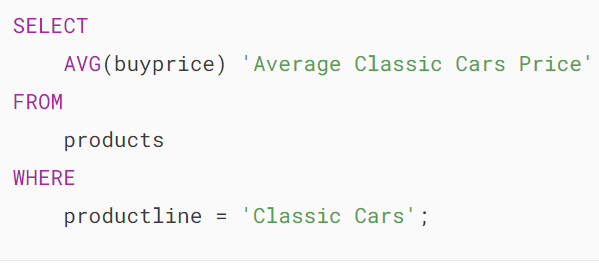 SELECT
    AVG(buyprice) 'Average Classic Cars Price'
FROM
    products
WHERE
    productline = 'Classic Cars';